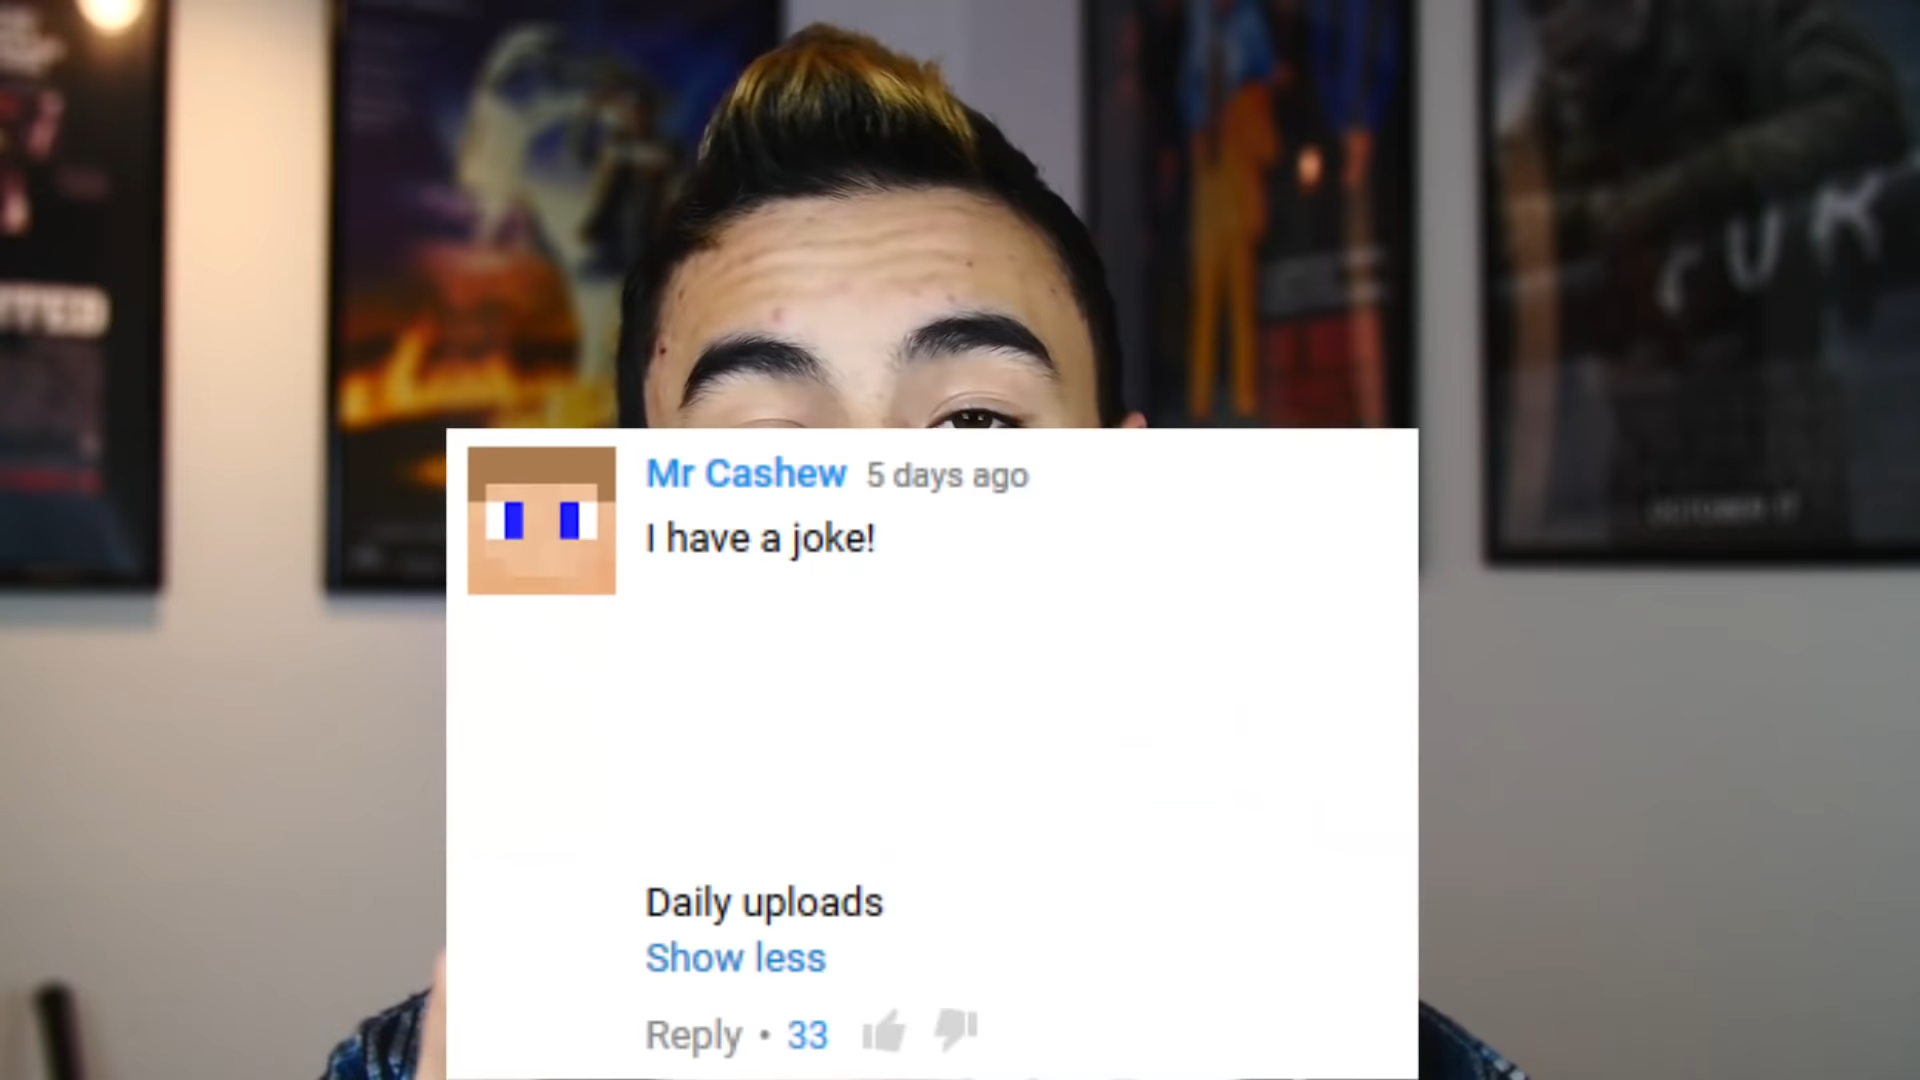 Mr Cashew 5 days ago
I have a joke!
Daily uploads
Show less
Reply • 33